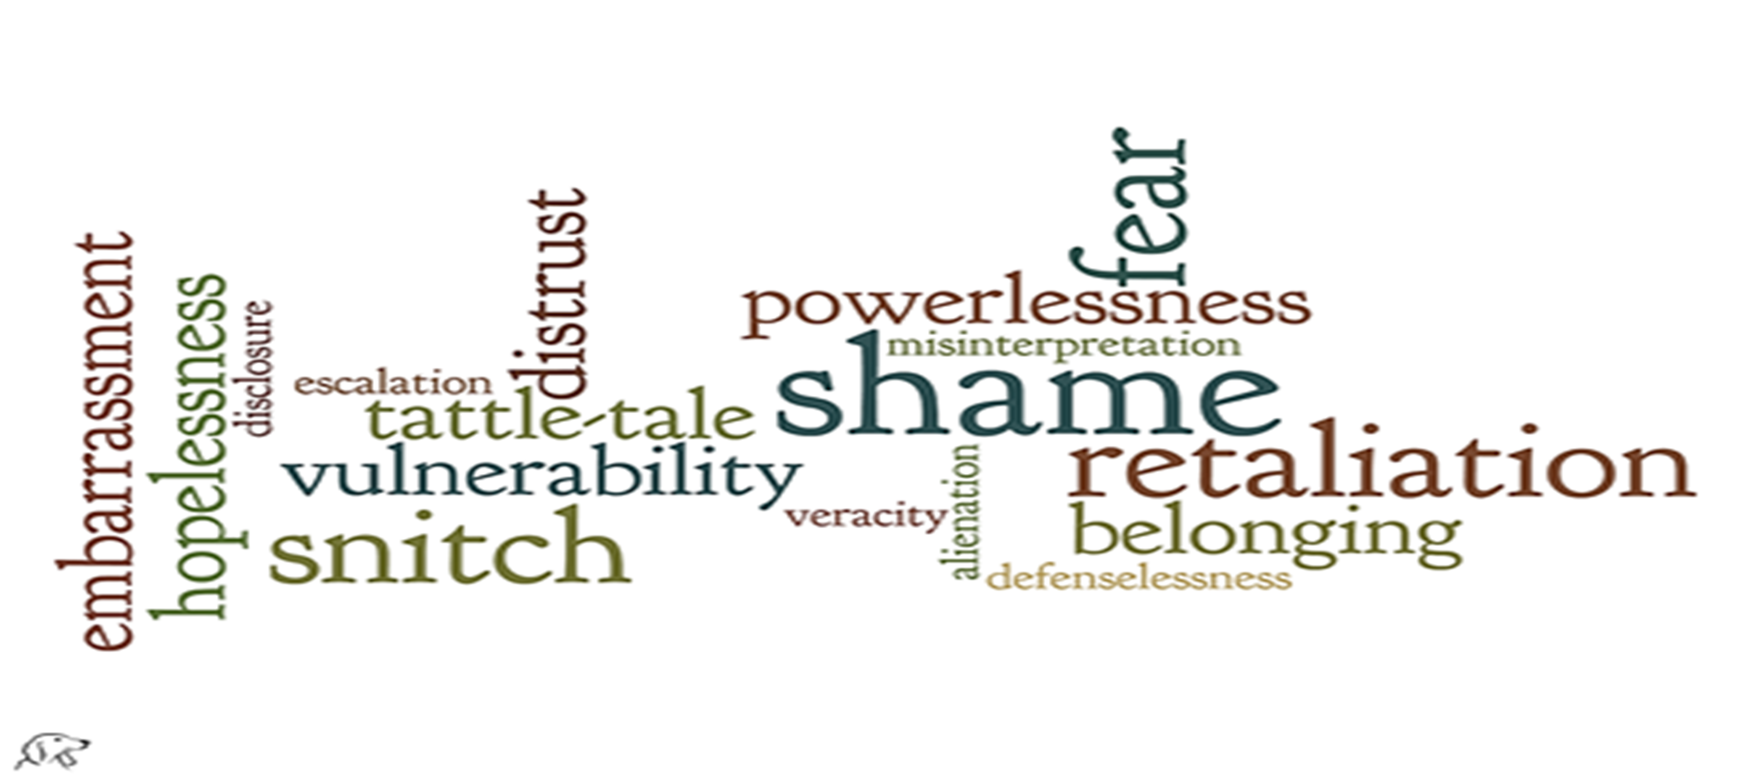 embarrassment
hopelessness
disclosure
escalation
distrust
tattle-tale
vulnerability
snitch
fear
powerlessness
misinterpretation
shame
retaliation
veracity
alienation
belonging
defenselessness